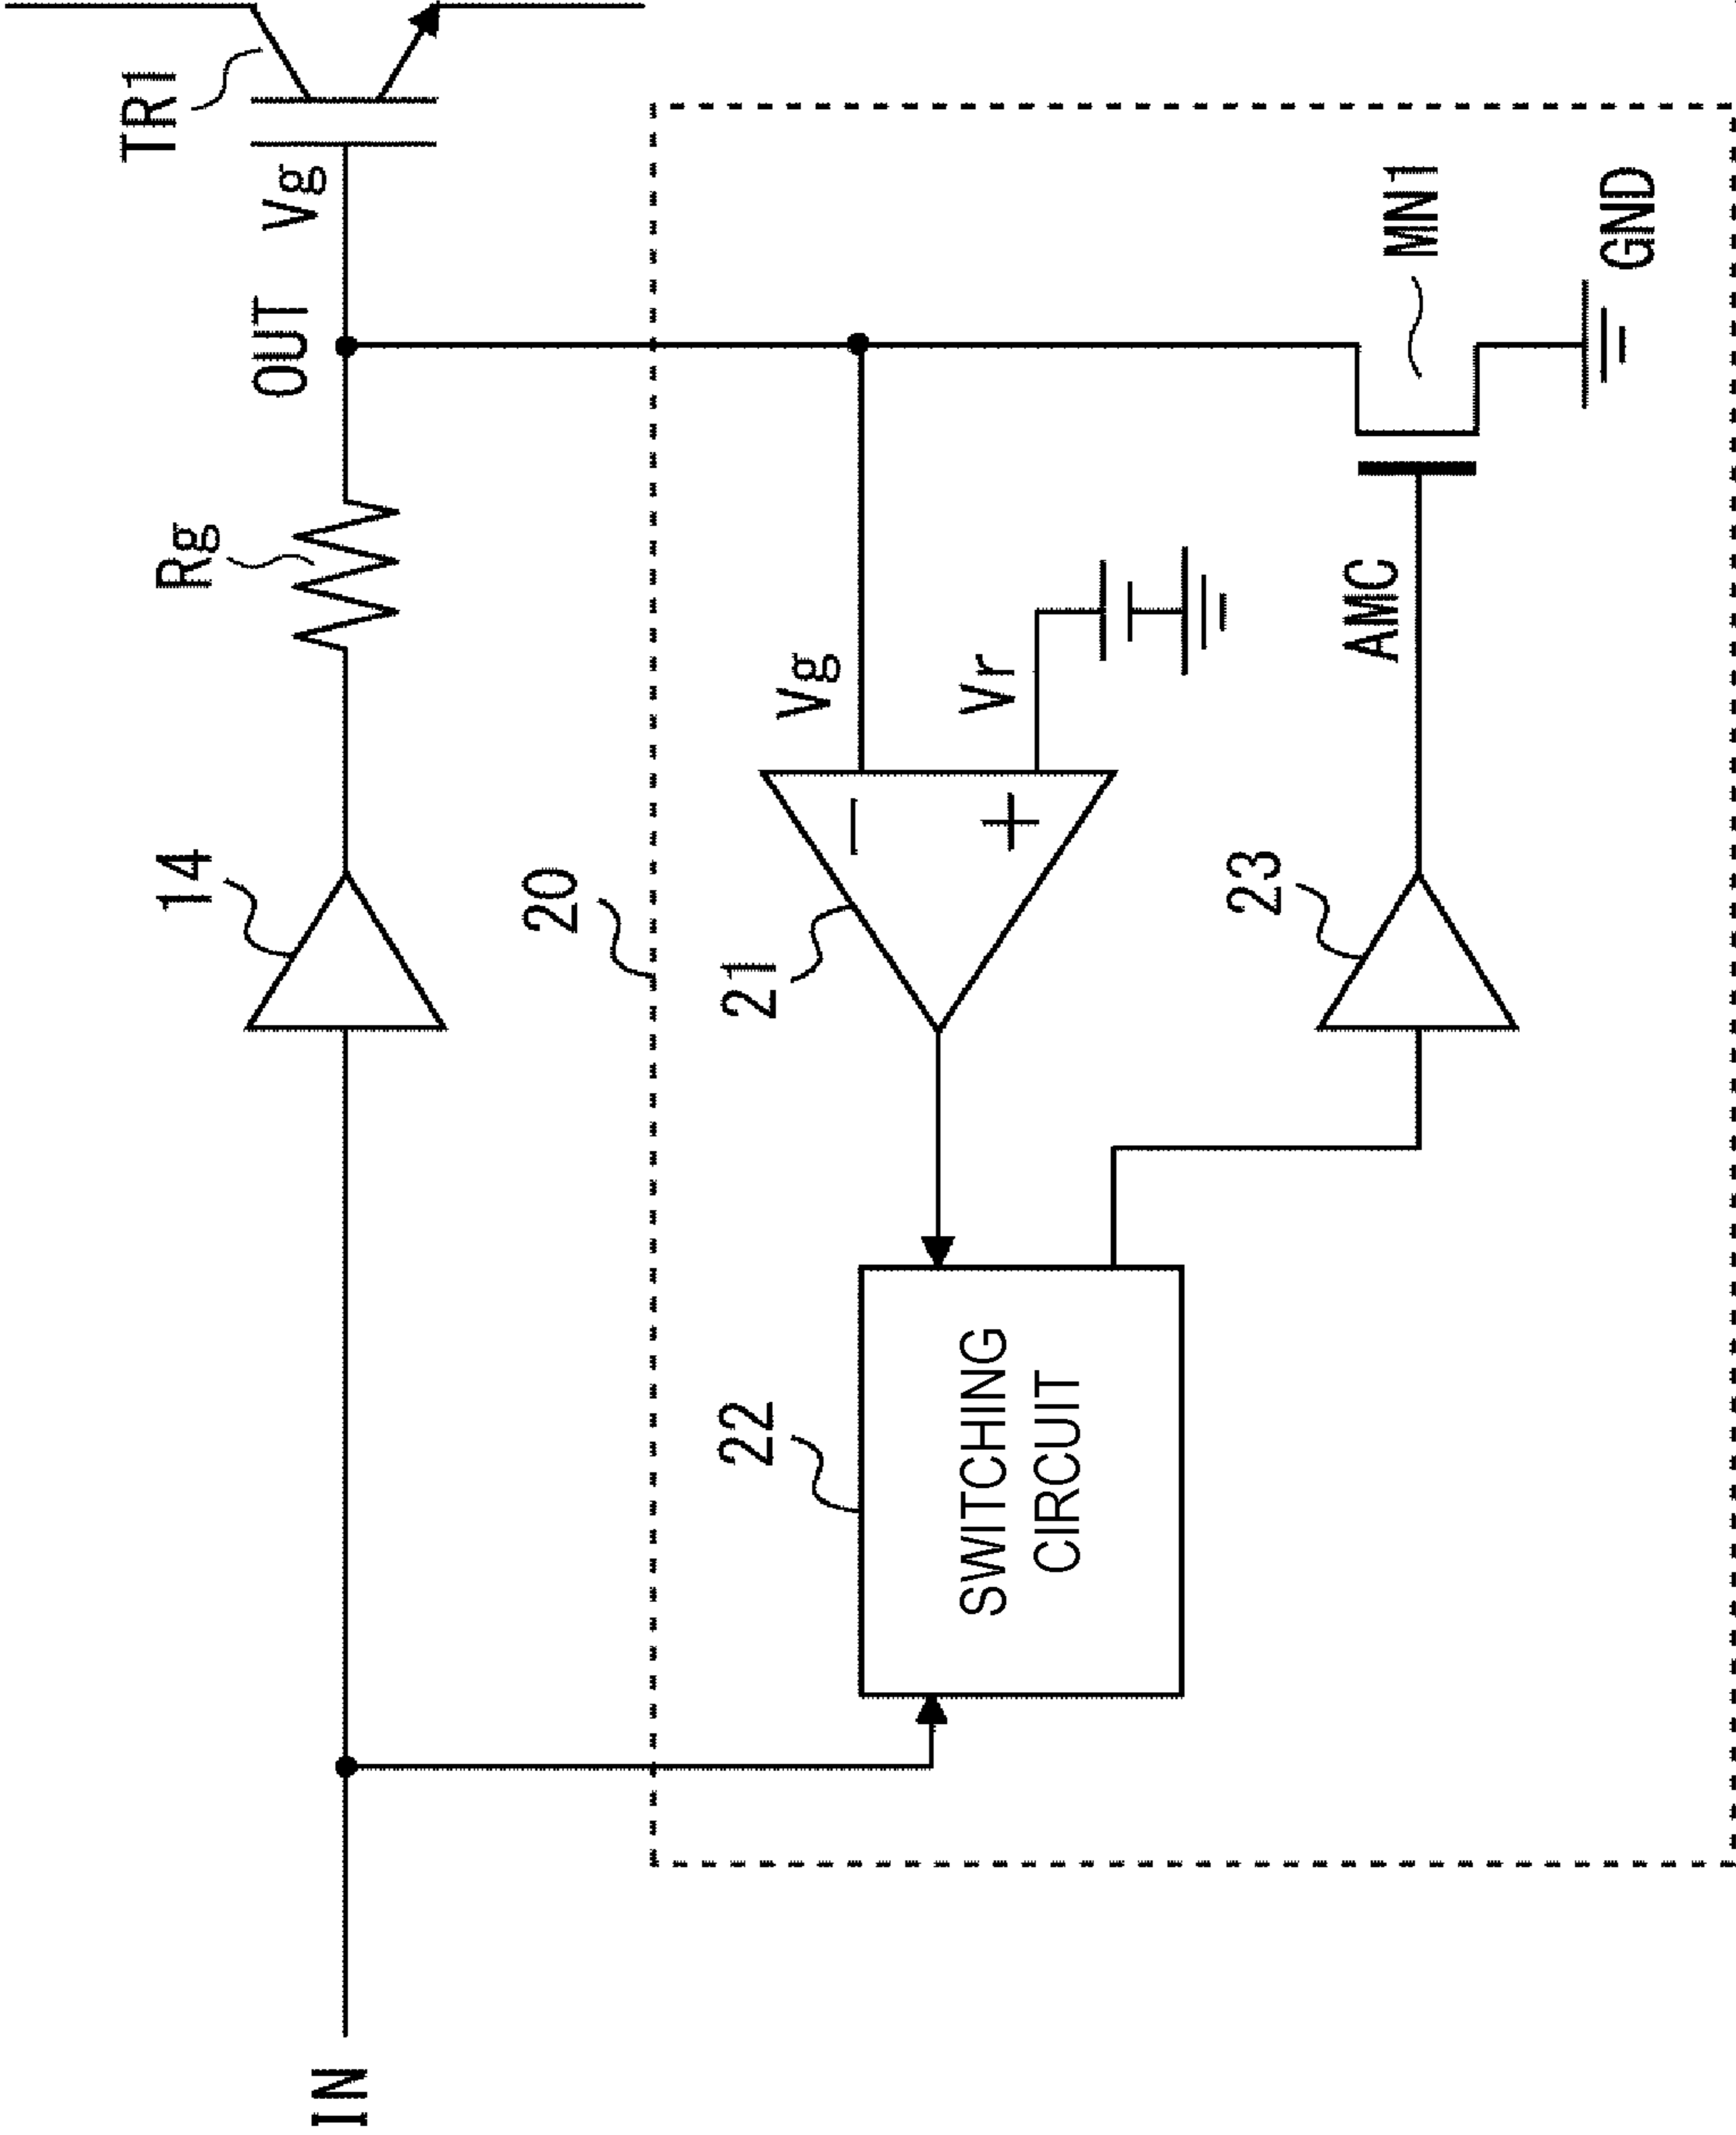 TR1
Vg
OUT
Rg
14
IN
20
Vg
Vr
21
22
SWITCHING
CIRCUIT
23
AMC
MN1
GND